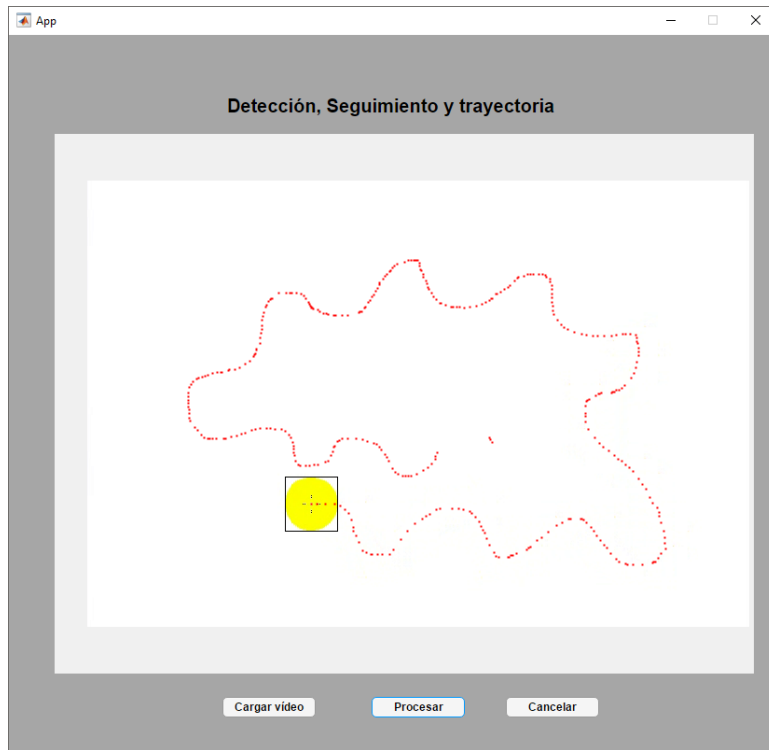 App
Detección, Seguimiento y trayectoria
Cargar vídeo
Procesar
Cancelar